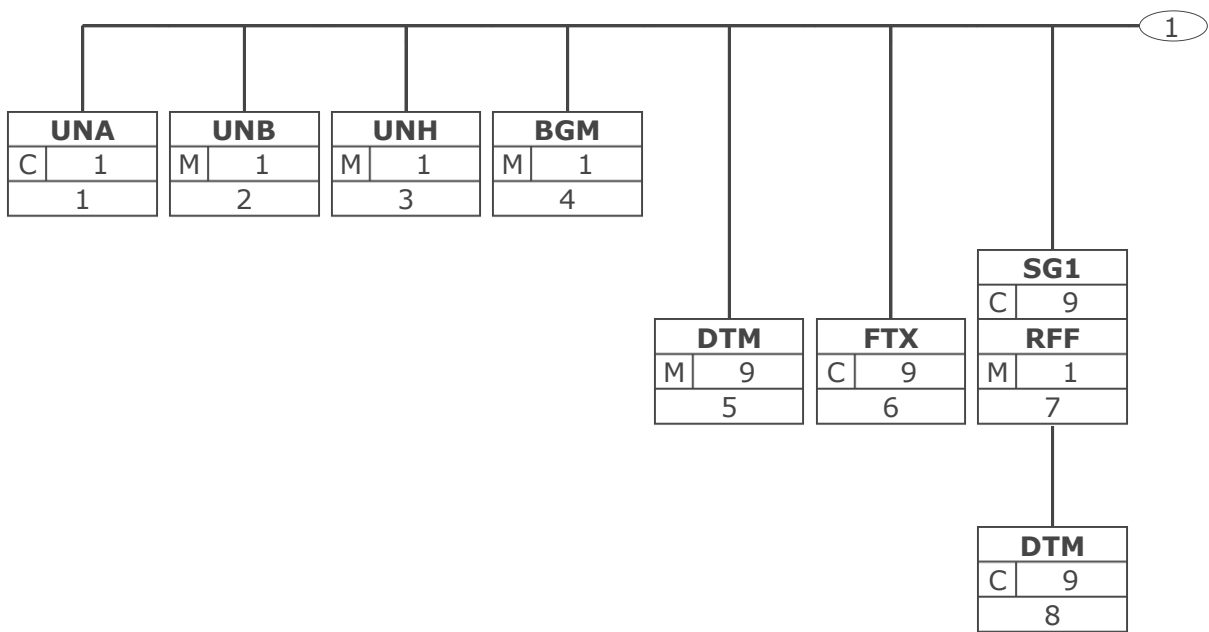 1
UNA UNB UNH BGM
C 1 M 1 M 1 M 1
1 2 3 4
SG1
C 9
DTM FTX RFF
M 9 C 9 M 1
5 6 7
DTM
C 9
8